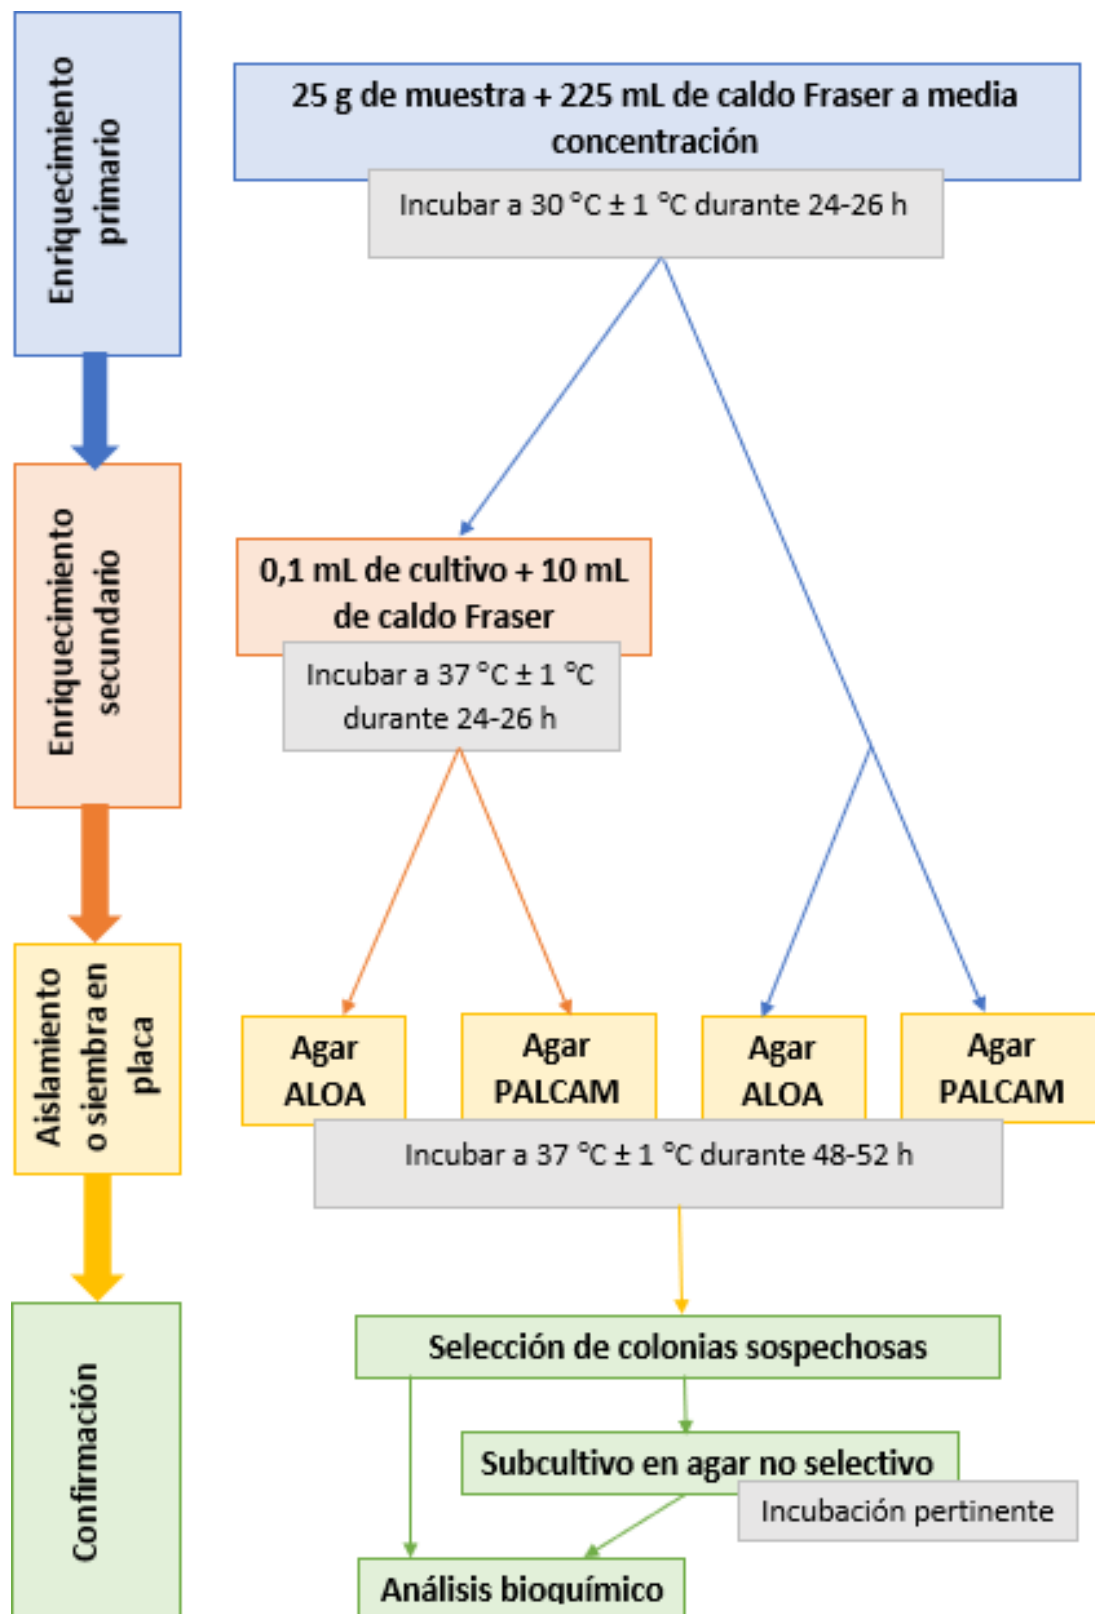 Enriquecimiento
primario
25 g de muestra + 225 mL de caldo Fraser a media
concentración
Incubar a 30 °C ± 1 °C durante 24-26 h
Enriquecimiento
secundario
0,1 mL de cultivo + 10 mL
de caldo Fraser
Incubar a 37 °C ± 1 °C
durante 24-26 h
Aislamiento
o siembra en
placa
Agar
ALOA
Agar
PALCAM
Agar
ALOA
Agar
PALCAM
Incubar a 37 °C ± 1 °C durante 48-52 h
Confirmación
Selección de colonias sospechosas
Subcultivo en agar no selectivo
Incubación pertinente
Análisis bioquímico